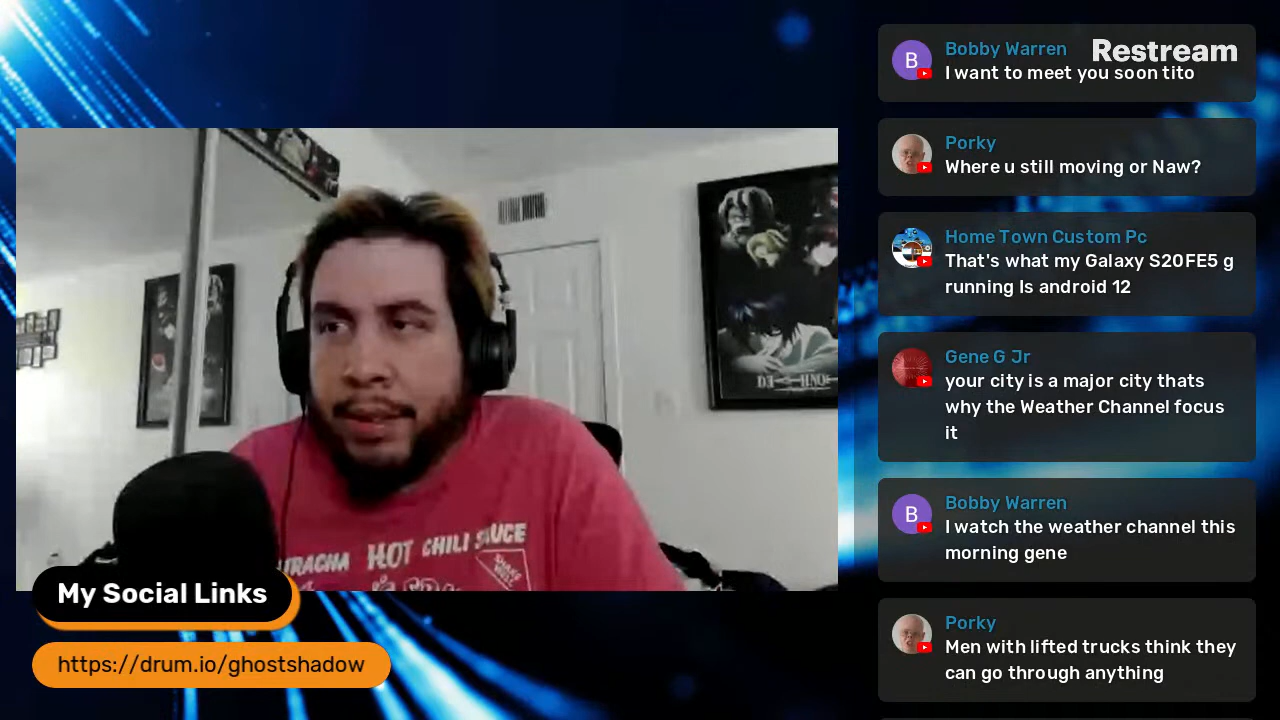 Restream
Bobby Warren
I want to meet you soon tito
Porky
Where u still moving or Naw?
Home Town Custom Pc
That's what my Galaxy S20FE5 g
running Is android 12
Gene G Jr
your city is a major city thats
why the Weather Channel focus
it
Bobby Warren
I watch the weather channel this
morning gene
Porky
Men with lifted trucks think they
can go through anything
B
B
HOT CHILI SAUCE
My Social Links
https://drum.io/ghostshadow